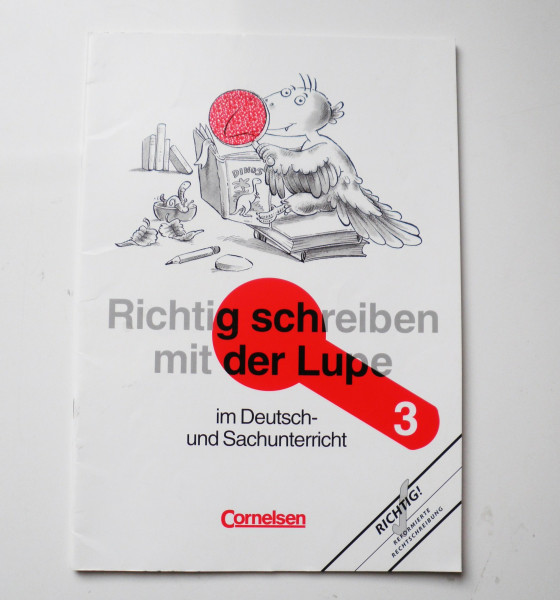 DINOS
Richtig schreiben
mit der Lupe
3
im Deutsch-
und Sachunterricht
Cornelsen
RICHTIG!
REFORMIERTE
RECHTSCHREIBUNG